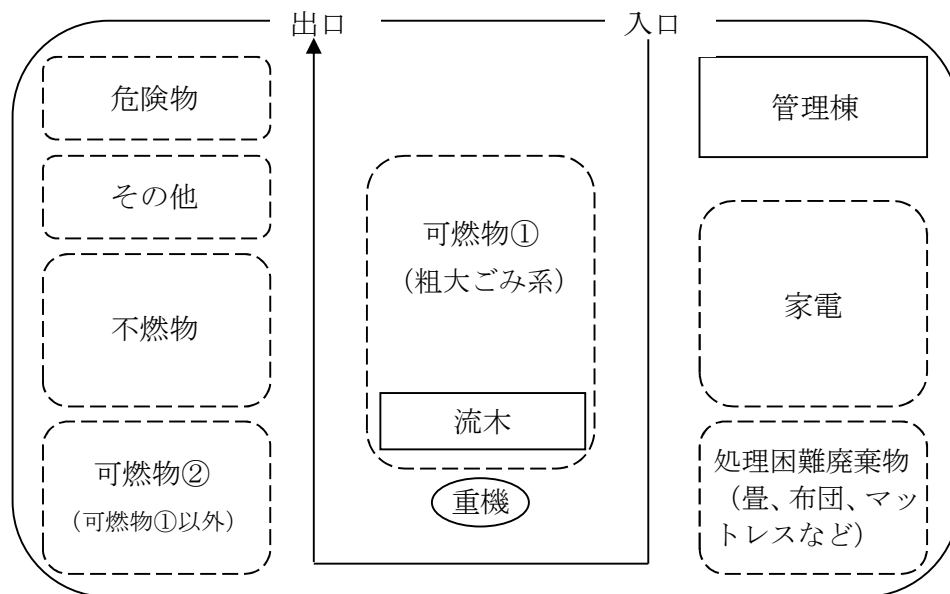 出口
入口
危険物
管理棟
その他
可燃物①
（粗大ごみ系）
家電
不燃物
流木
可燃物②
（可燃物①以外）
処理困難廃棄物
（畳、布団、マッ
トレスなど）
重機